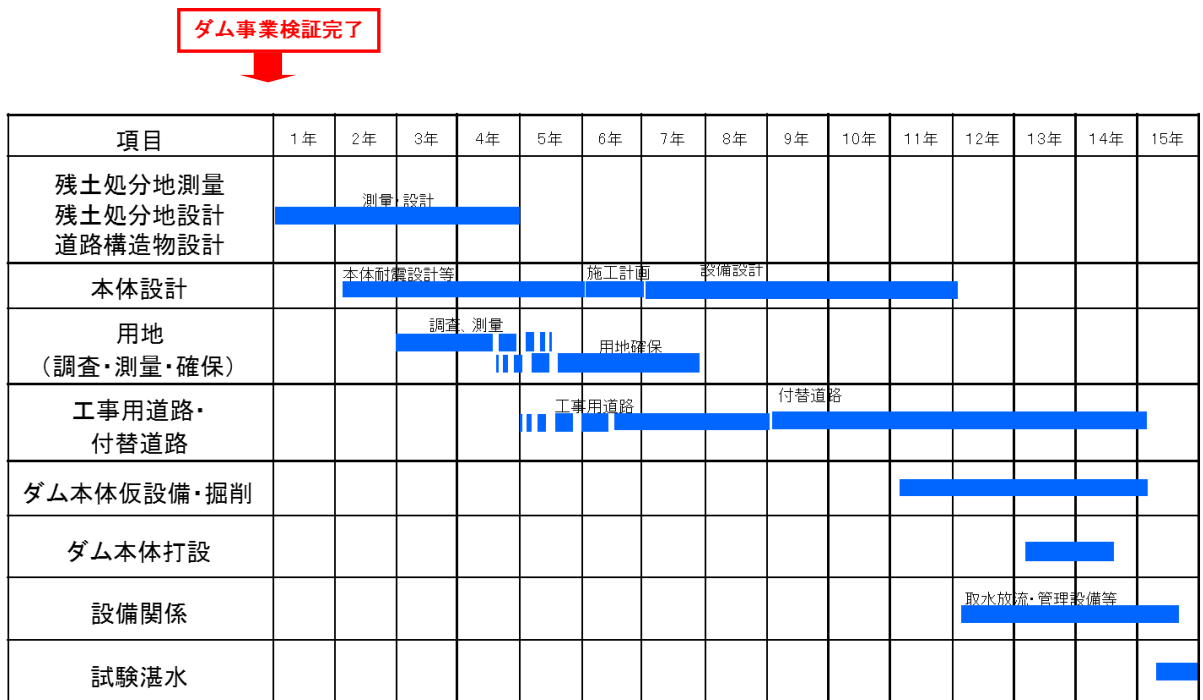 ダム事業検証完了
項目 1年 2年 3年 4年 5年 6年 7年 8年 9年 10年 11年 12年 13年 14年 15年
残土処分地測量
残土処分地設計
道路構造物設計
測量・設計
本体設計
本体耐震設計等 施工計画 設備設計
用地
(調査・測量・確保)
調査、測量
用地確保
工事用道路・
付替道路
工事用道路 付替道路
ダム本体仮設備・掘削
ダム本体打設
設備関係
取水放流・管理設備等
試験湛水